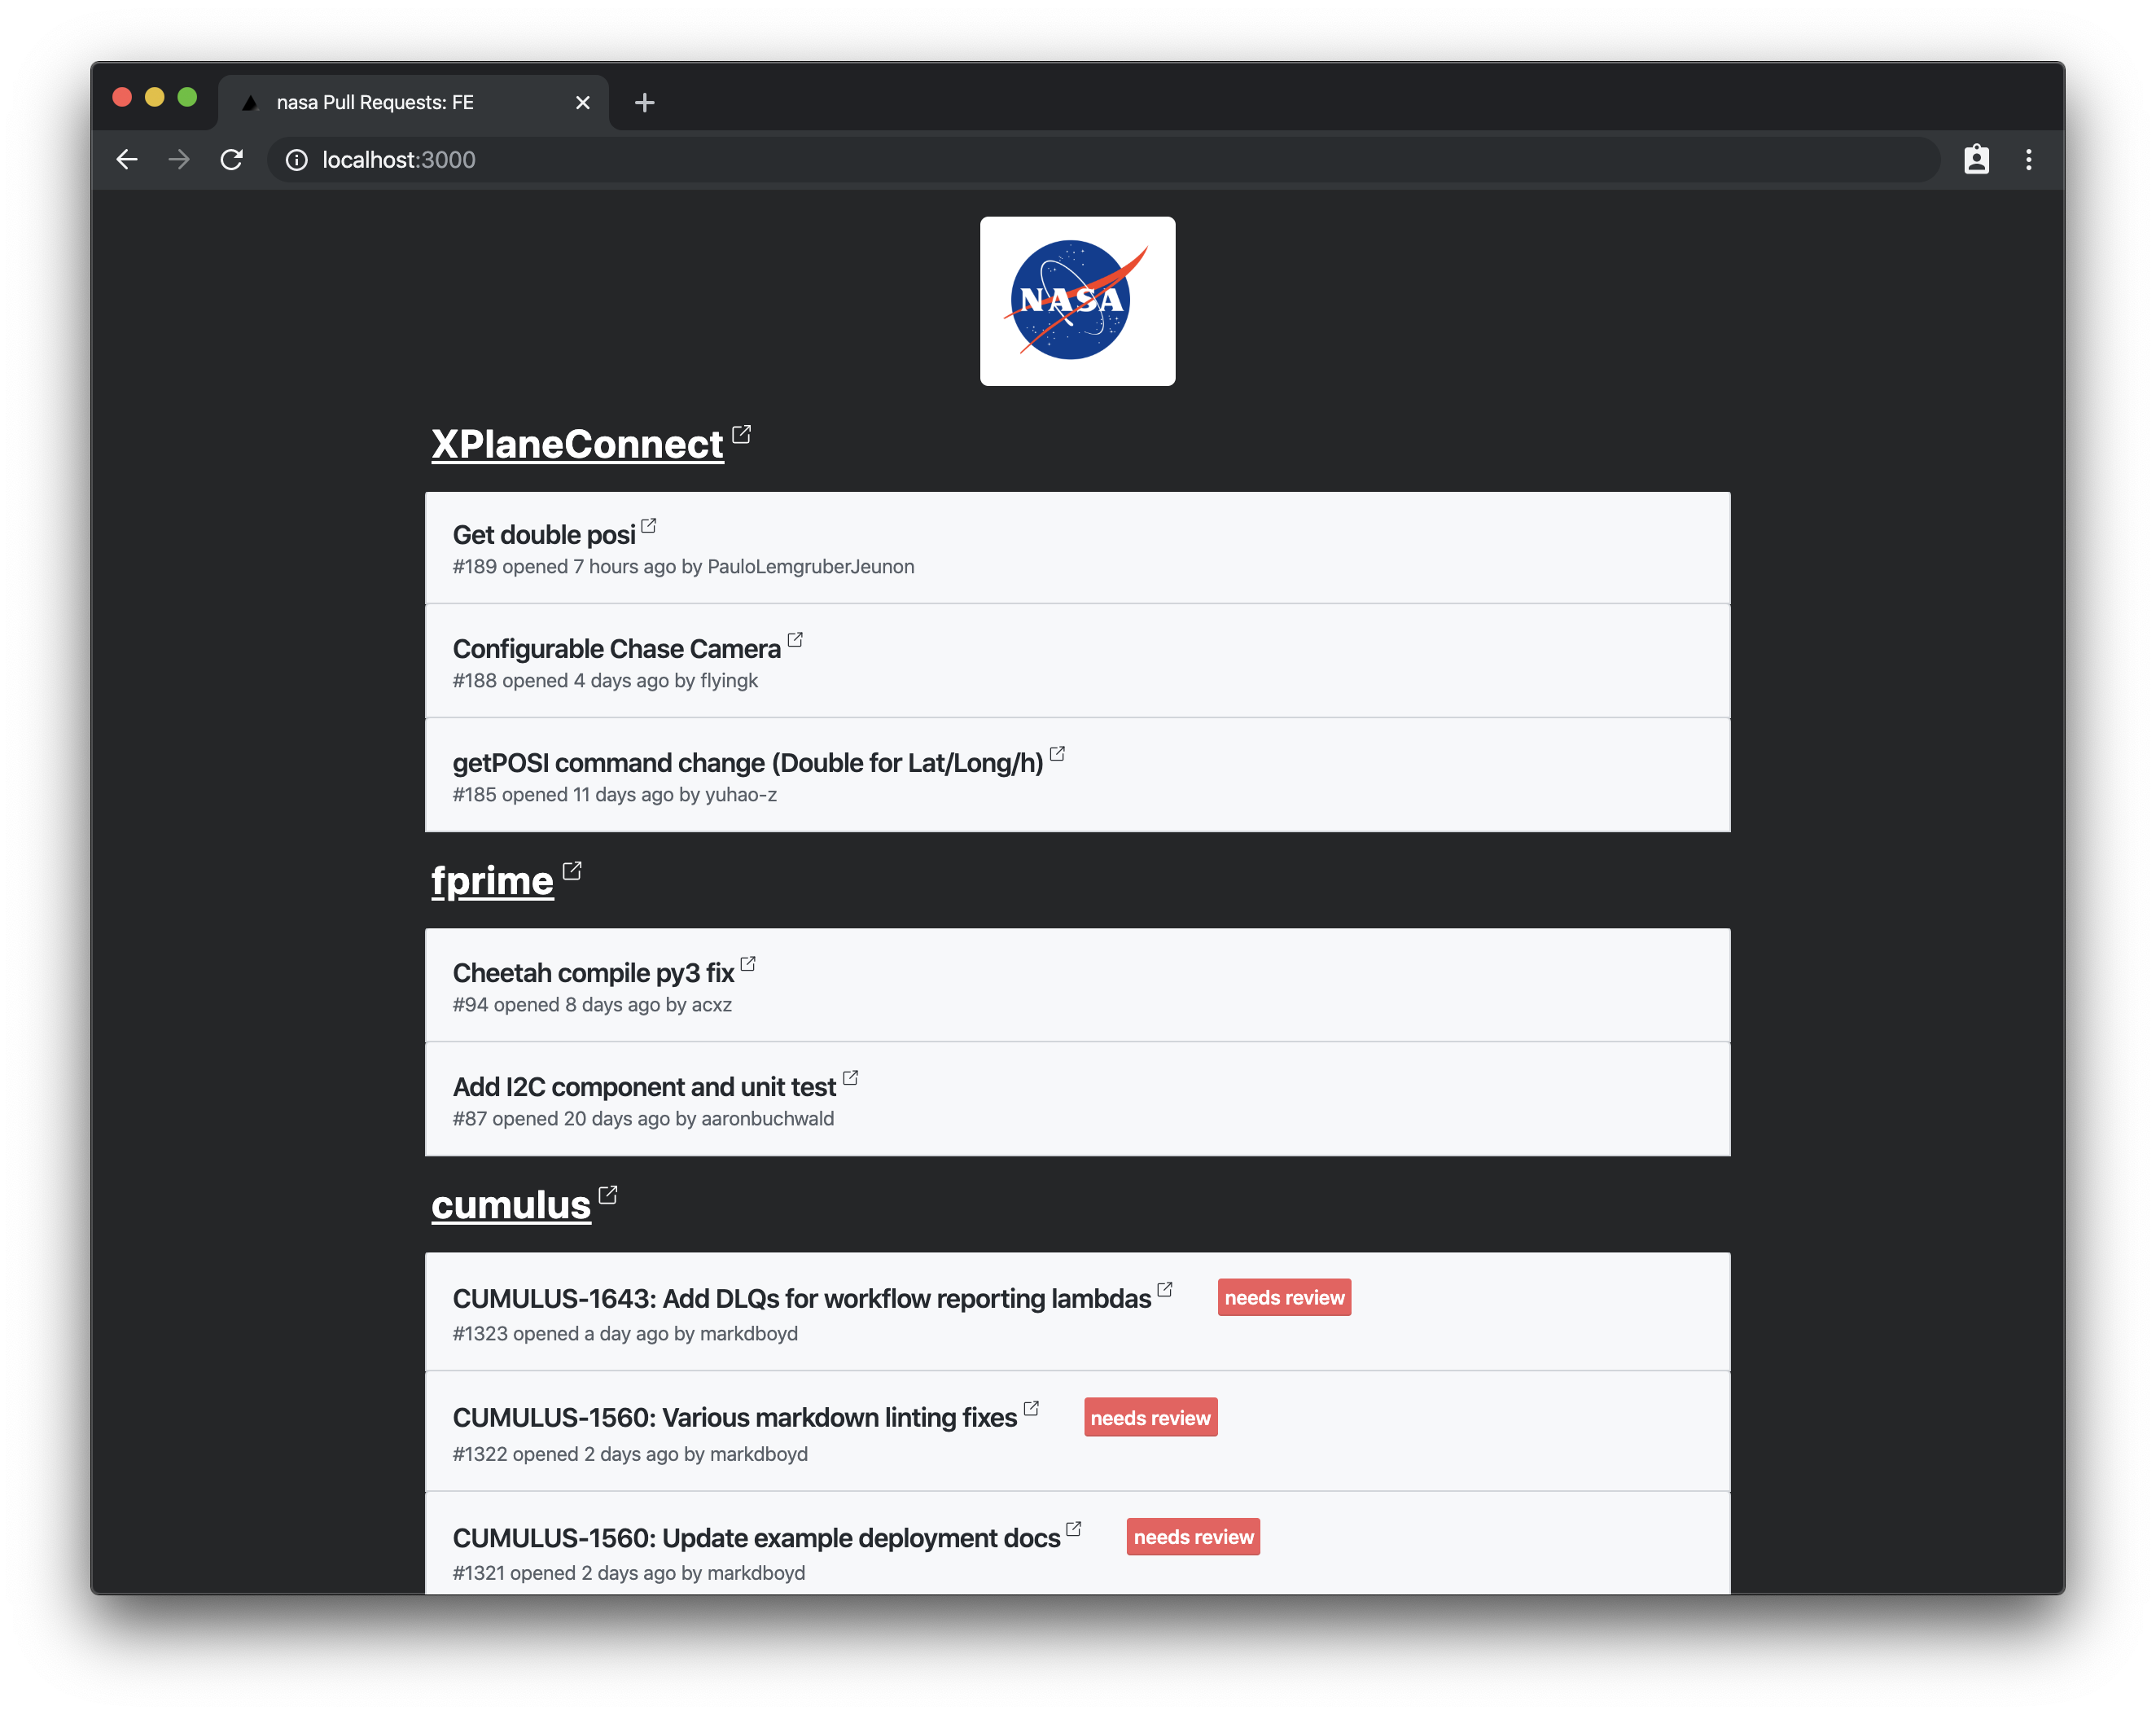 nasa Pull Requests: FE
localhost:3000
NASA
XPlaneConnect
Get double posi
#189 opened 7 hours ago by PauloLemgruberJeunon
Configurable Chase Camera
#188 opened 4 days ago by flyingk
getPOSI command change (Double for Lat/Long/h)
#185 opened 11 days ago by yuhao-z
fprime
Cheetah compile py3 fix
#94 opened 8 days ago by acxz
Add I2C component and unit test
#87 opened 20 days ago by aaronbuchwald
cumulus
CUMULUS-1643: Add DLQs for workflow reporting lambdas needs review
#1323 opened a day ago by markdboyd
CUMULUS-1560: Various markdown linting fixes needs review
#1322 opened 2 days ago by markdboyd
CUMULUS-1560: Update example deployment docs needs review
#1321 opened 2 days ago by markdboyd